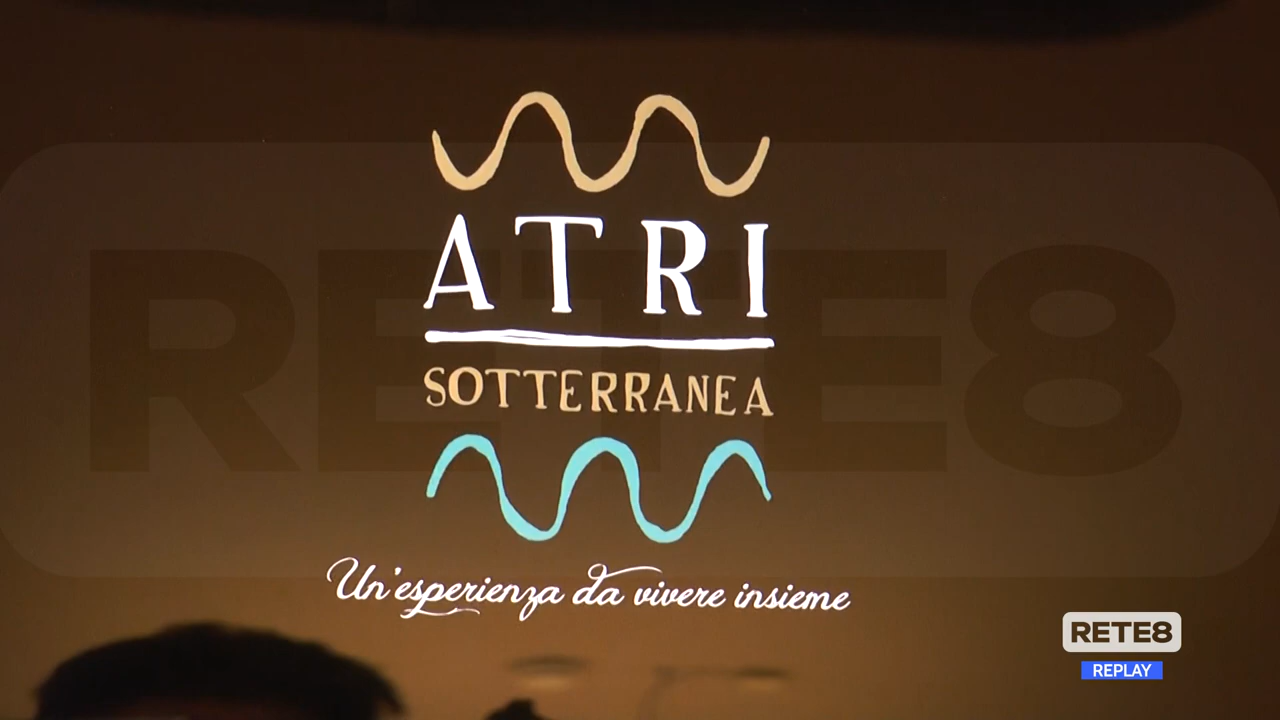 ATRI
SOTTERRANEA
Un'esperienza da vivere insieme
RETE8
RETE8
REPLAY